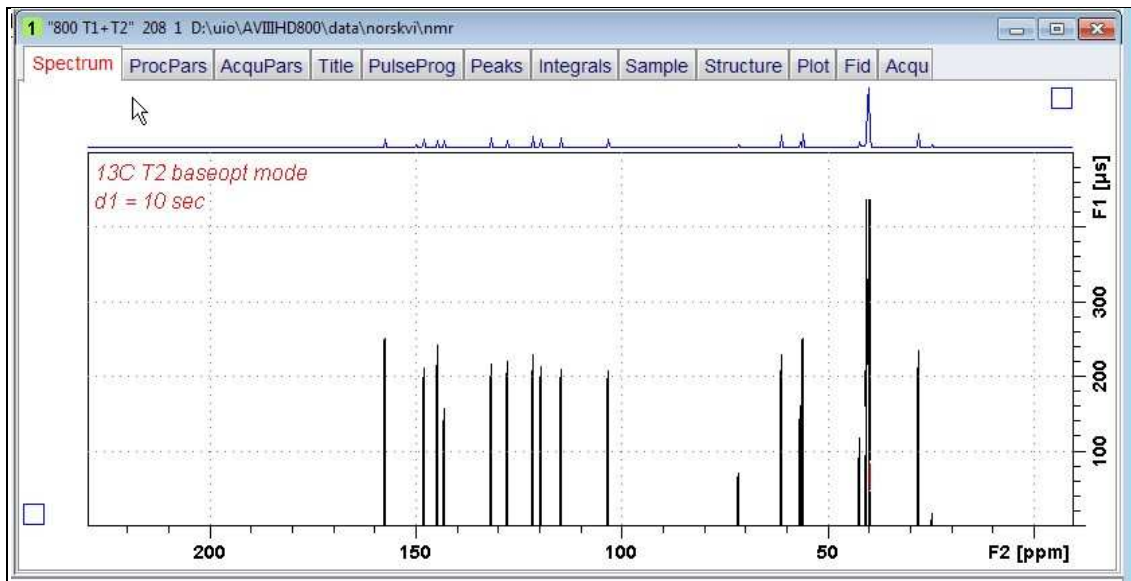 1 "800 T1+T2" 208 1 D:\uio\AVIIIHD800\data\norskvi\nmr
Spectrum ProcPars AcquPars Title PulseProg Peaks Integrals Sample Structure Plot Fid Acqu
13C T2 baseopt mode
d1 = 10 sec
F1 [µs]
300
200
100
200 150 100 50 F2 [ppm]